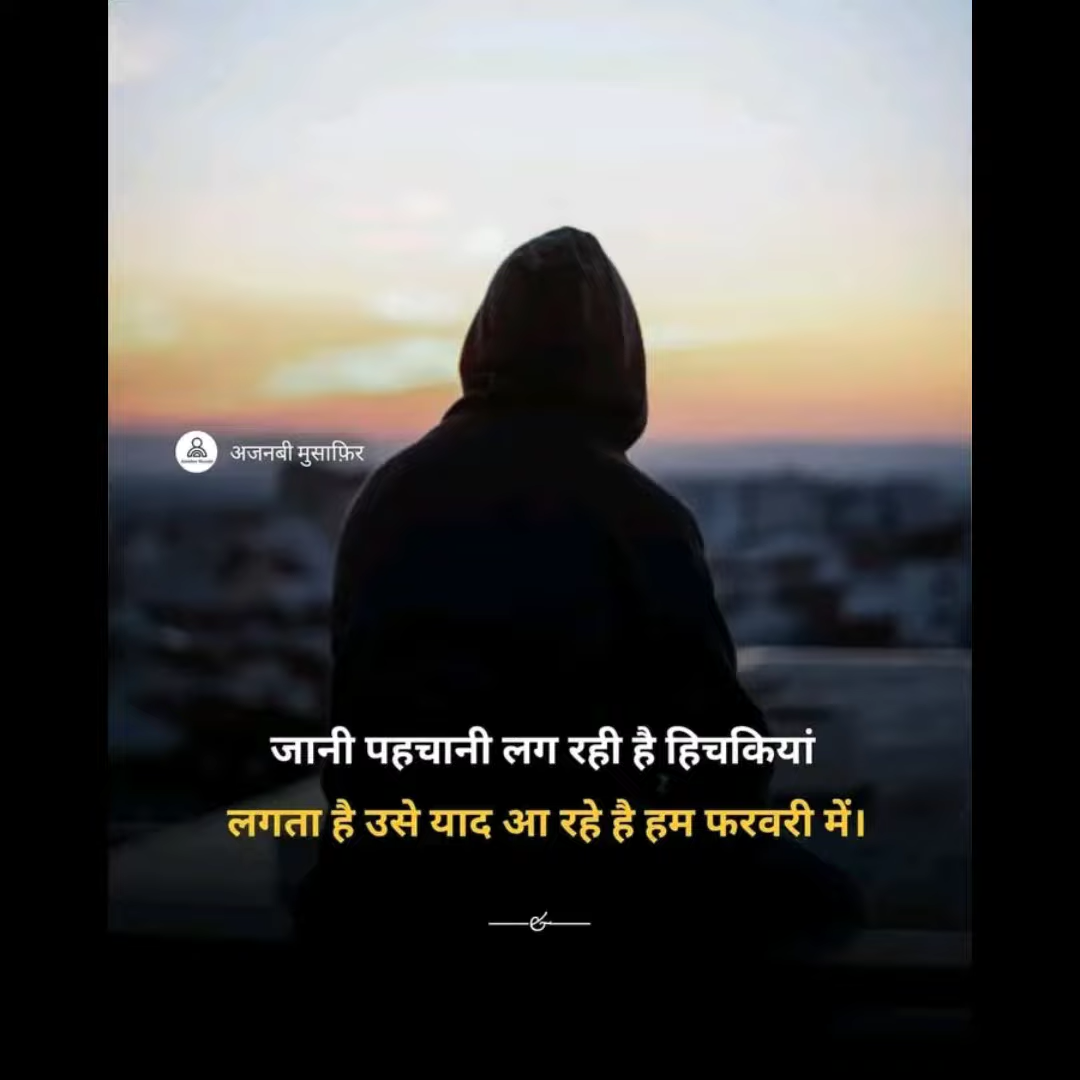 अजनबी मुसाफ़िर
जानी पहचानी लग रही है हिचकियां
लगता है उसे याद आ रहे है हम फरवरी में।